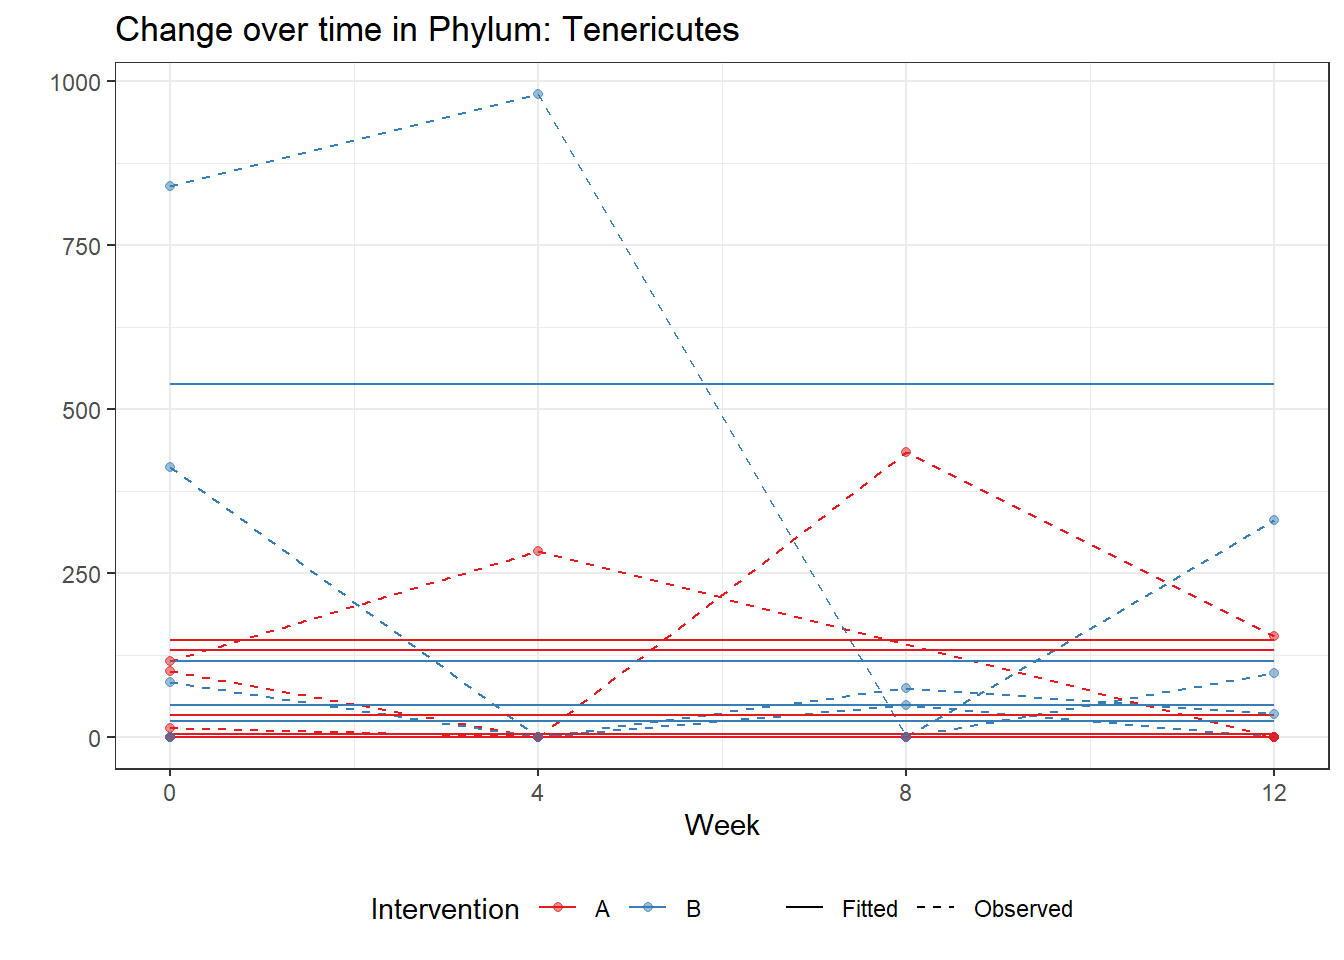 Change over time in Phylum: Tenericutes
1000
750
500
250
0
0 4 8 12
Week
Intervention A B Fitted Observed